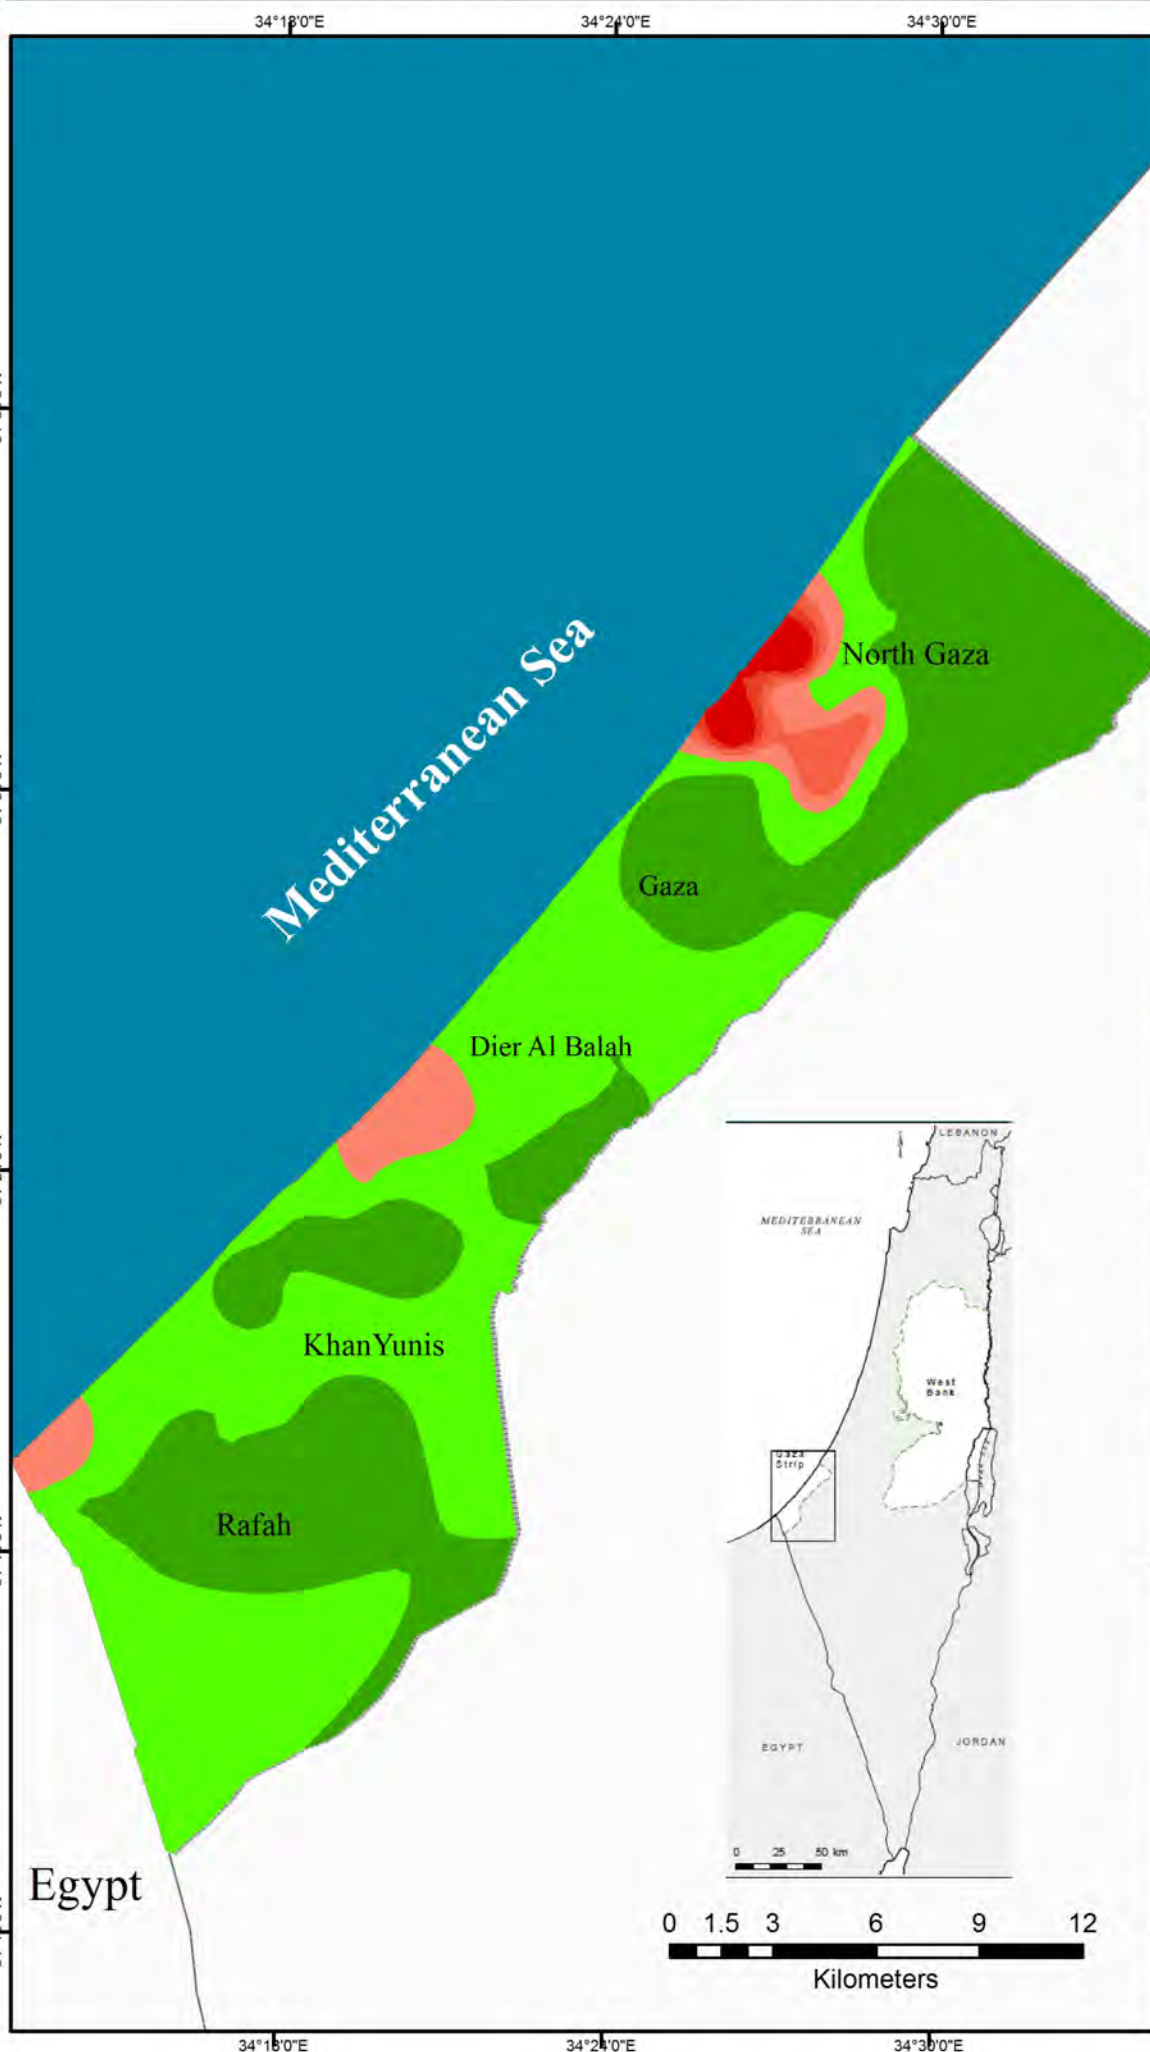 34°18'0"E 34°24'0"E 34°30'0"E
Mediterranean Sea
North Gaza
Gaza
Dier Al Balah
KhanYunis
Rafah
Egypt
LEBANON
MEDITERRANEAN
SEA
West
Bank
Gaza
Strip
EGYPT
JORDAN
0 25 50 km
0 1.5 3 6 9 12
Kilometers
34°18'0"E 34°24'0"E 34°30'0"E